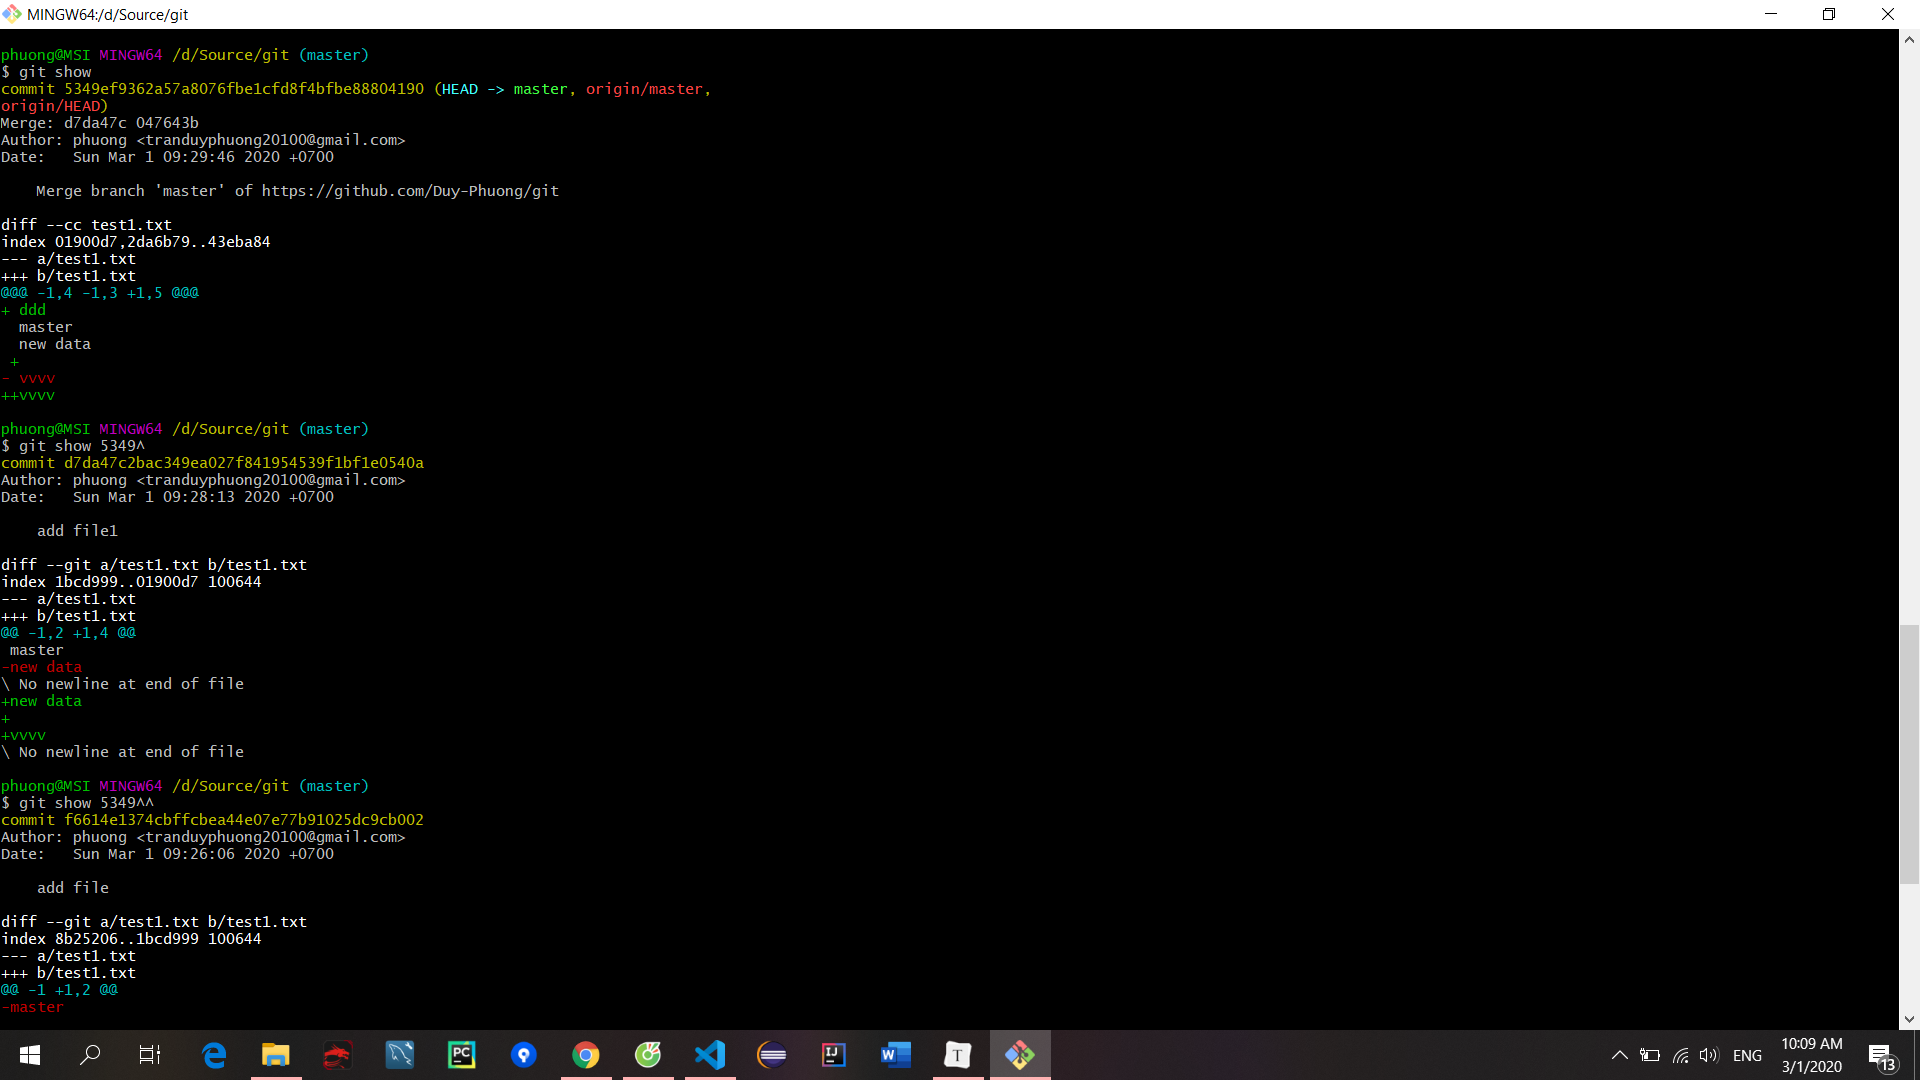 MINGW64:/d/Source/git
phuong@MSI MINGW64 /d/Source/git (master)
$ git show
commit 5349ef9362a57a8076fbe1cfd8f4bfbe88804190 (HEAD -> master, origin/master,
origin/HEAD)
Merge: d7da47c 047643b
Author: phuong <tranduyphuong20100@gmail.com>
Date:   Sun Mar 1 09:29:46 2020 +0700
    Merge branch 'master' of https://github.com/Duy-Phuong/git
diff --cc test1.txt
index 01900d7,2da6b79..43eba84
--- a/test1.txt
+++ b/test1.txt
@@@ -1,4 -1,3 +1,5 @@@
+ ddd
  master
  new data
 +
- vvvv
++vvvv
phuong@MSI MINGW64 /d/Source/git (master)
$ git show 5349^
commit d7da47c2bac349ea027f841954539f1bf1e0540a
Author: phuong <tranduyphuong20100@gmail.com>
Date:   Sun Mar 1 09:28:13 2020 +0700
    add file1
diff --git a/test1.txt b/test1.txt
index 1bcd999..01900d7 100644
--- a/test1.txt
+++ b/test1.txt
@@ -1,2 +1,4 @@
 master
-new data
\ No newline at end of file
+new data
+
+vvvv
\ No newline at end of file
phuong@MSI MINGW64 /d/Source/git (master)
$ git show 5349^^
commit f6614e1374cbffcbea44e07e77b91025dc9cb002
Author: phuong <tranduyphuong20100@gmail.com>
Date:   Sun Mar 1 09:26:06 2020 +0700
    add file
diff --git a/test1.txt b/test1.txt
index 8b25206..1bcd999 100644
--- a/test1.txt
+++ b/test1.txt
@@ -1 +1,2 @@
-master
PC
IJ
W
T
ENG
10:09 AM
3/1/2020
13